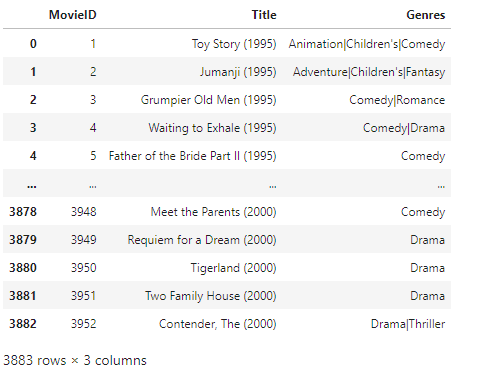 MovieID Title Genres
0 1 Toy Story (1995) Animation|Children's|Comedy
1 2 Jumanji (1995) Adventure|Children's|Fantasy
2 3 Grumpier Old Men (1995) Comedy|Romance
3 4 Waiting to Exhale (1995) Comedy|Drama
4 5 Father of the Bride Part II (1995) Comedy
... ... ... ...
3878 3948 Meet the Parents (2000) Comedy
3879 3949 Requiem for a Dream (2000) Drama
3880 3950 Tigerland (2000) Drama
3881 3951 Two Family House (2000) Drama
3882 3952 Contender, The (2000) Drama|Thriller
3883 rows × 3 columns